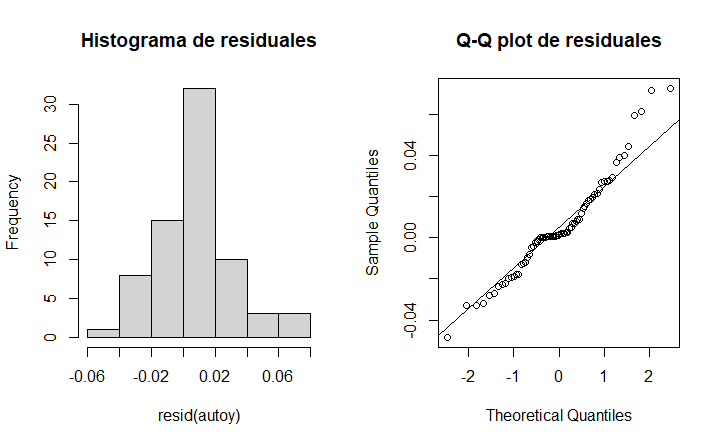 Histograma de residuales
Frequency
0 5 10 15 20 25 30
-0.06 -0.02 0.02 0.06
resid(autoy)
Q-Q plot de residuales
Sample Quantiles
-0.04 0.00 0.04
-2 -1 0 1 2
Theoretical Quantiles